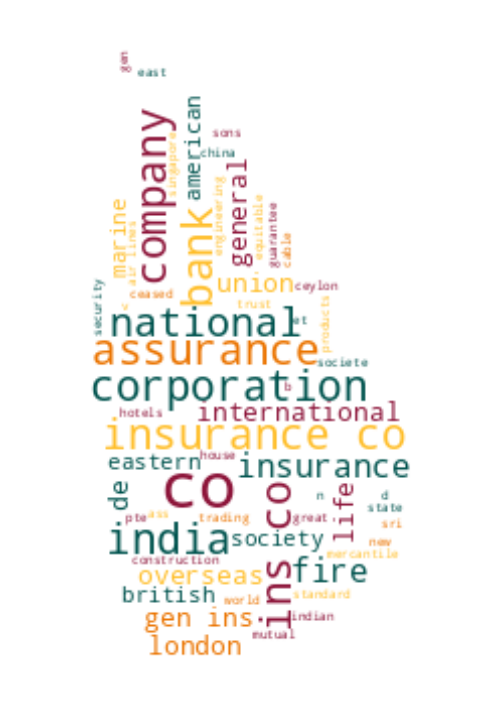 gen
east
company
american
sons
singapore
china
general
engineering
bank
marine
air lines
equitable
guarantee
cable
union
ceylon
security
ceased
trust
products
national
et
assurance
societe
corporation
b
hotels
international
insurance co
eastern
house
insurance
co
de
ins co
life
n
d
state
pte
ass
trading
great
sri
india
society
new
mercantile
construction
overseas
fire
british
world
standard
gen ins
indian
mutual
london